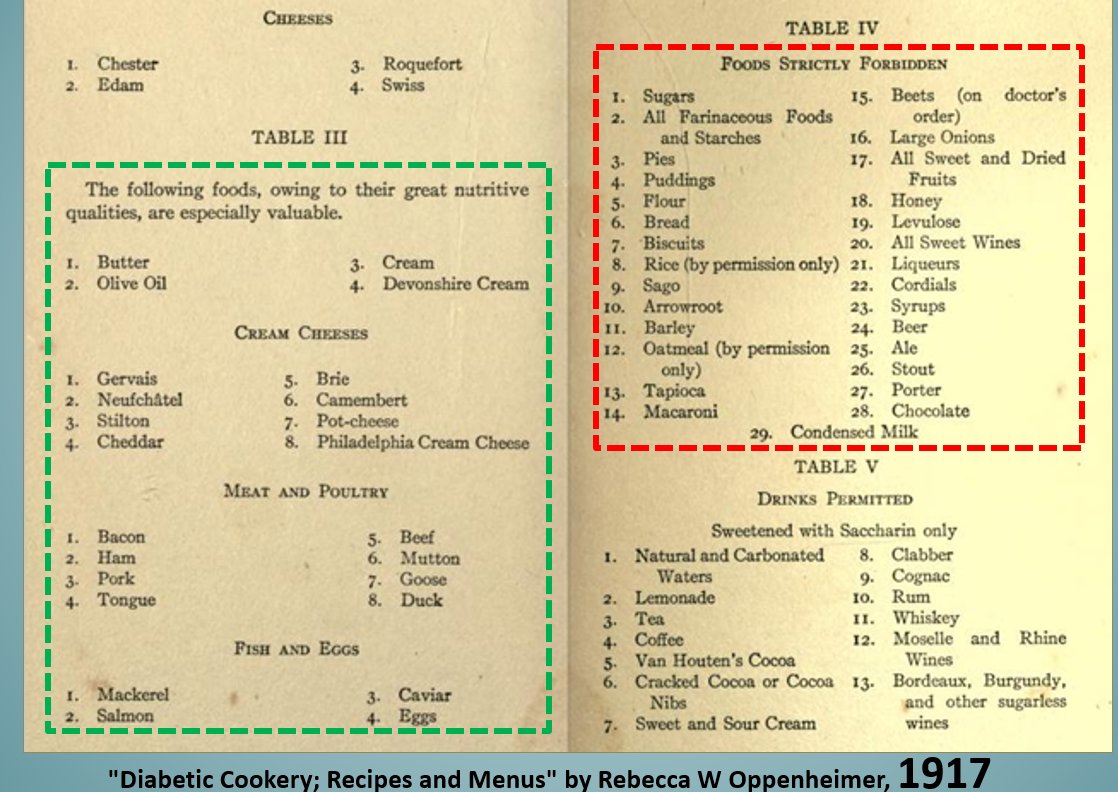 CHEESES
1. Chester 3. Roquefort
2. Edam 4. Swiss
TABLE III
The following foods, owing to their great nutritive
qualities, are especially valuable.
1. Butter 3. Cream
2. Olive Oil 4. Devonshire Cream
CREAM CHEESES
1. Gervais 5. Brie
2. Neufchâtel 6. Camembert
3. Stilton 7. Pot-cheese
4. Cheddar 8. Philadelphia Cream Cheese
MEAT AND POULTRY
1. Bacon 5. Beef
2. Ham 6. Mutton
3. Pork 7. Goose
4. Tongue 8. Duck
FISH AND EGGS
1. Mackerel 3. Caviar
2. Salmon 4. Eggs
TABLE IV
FOODS STRICTLY FORBIDDEN
1. Sugars 15. Beets (on doctor's
2. All Farinaceous Foods order)
and Starches 16. Large Onions
3. Pies 17. All Sweet and Dried
4. Puddings Fruits
5. Flour 18. Honey
6. Bread 19. Levulose
7. Biscuits 20. All Sweet Wines
8. Rice (by permission only) 21. Liqueurs
9. Sago 22. Cordials
10. Arrowroot 23. Syrups
11. Barley 24. Beer
12. Oatmeal (by permission 25. Ale
only) 26. Stout
13. Tapioca 27. Porter
14. Macaroni 28. Chocolate
29. Condensed Milk
TABLE V
DRINKS PERMITTED
Sweetened with Saccharin only
1. Natural and Carbonated 8. Clabber
Waters 9. Cognac
2. Lemonade 10. Rum
3. Tea 11. Whiskey
4. Coffee 12. Moselle and Rhine
5. Van Houten's Cocoa Wines
6. Cracked Cocoa or Cocoa 13. Bordeaux, Burgundy,
Nibs and other sugarless
7. Sweet and Sour Cream wines
"Diabetic Cookery; Recipes and Menus" by Rebecca W Oppenheimer, 1917